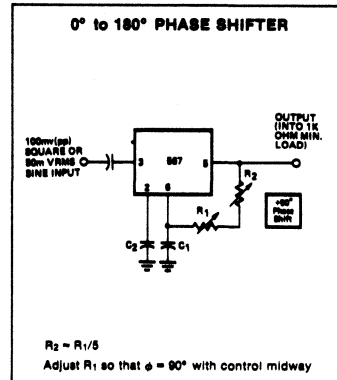 0° to 180° PHASE SHIFTER
100mv(pp)
SQUARE OR
50m VRMS
SINE INPUT
OUTPUT
(INTO 1K
OHM MIN.
LOAD)
567
3
5
2
6
R2
R1
C2
C1
Phase
Shift
R2 = R1/5
Adjust R1 so that ϕ = 90° with control midway